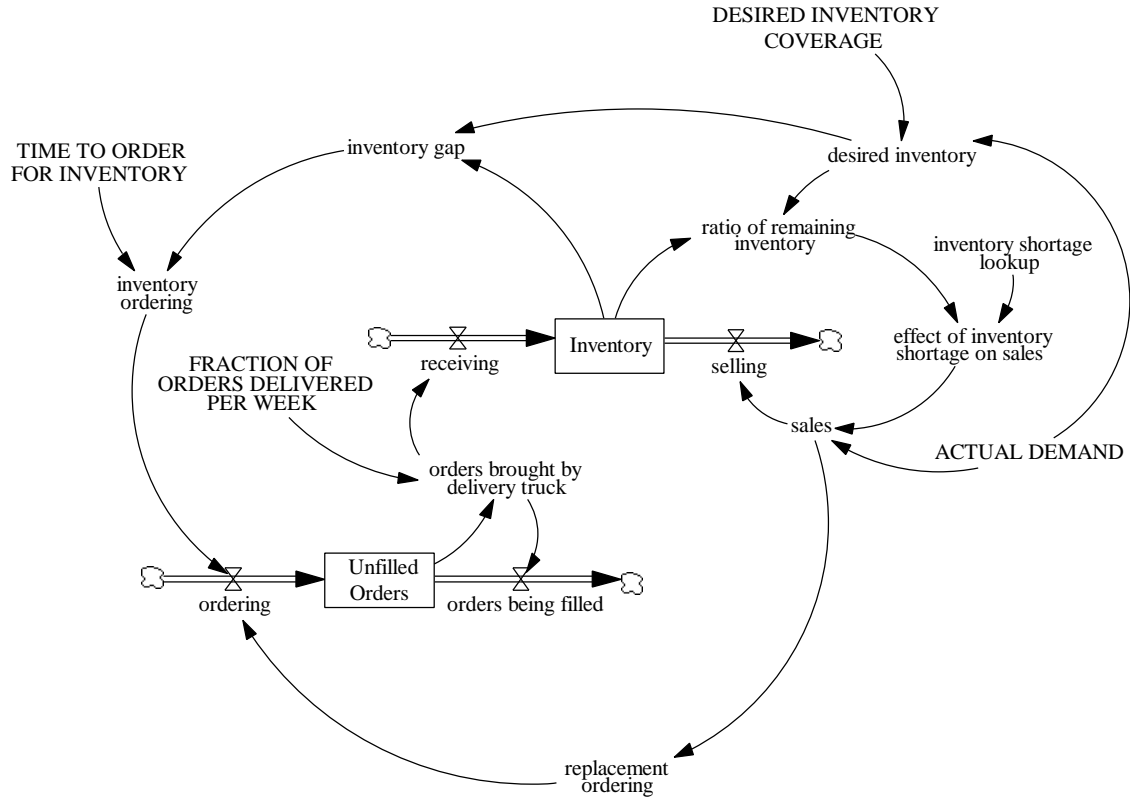 DESIRED INVENTORY
COVERAGE
TIME TO ORDER
FOR INVENTORY
inventory gap
desired inventory
ratio of remaining
inventory
inventory shortage
lookup
inventory
ordering
Inventory
effect of inventory
shortage on sales
receiving
selling
FRACTION OF
ORDERS DELIVERED
PER WEEK
sales
ACTUAL DEMAND
orders brought by
delivery truck
Unfilled
Orders
ordering
orders being filled
replacement
ordering